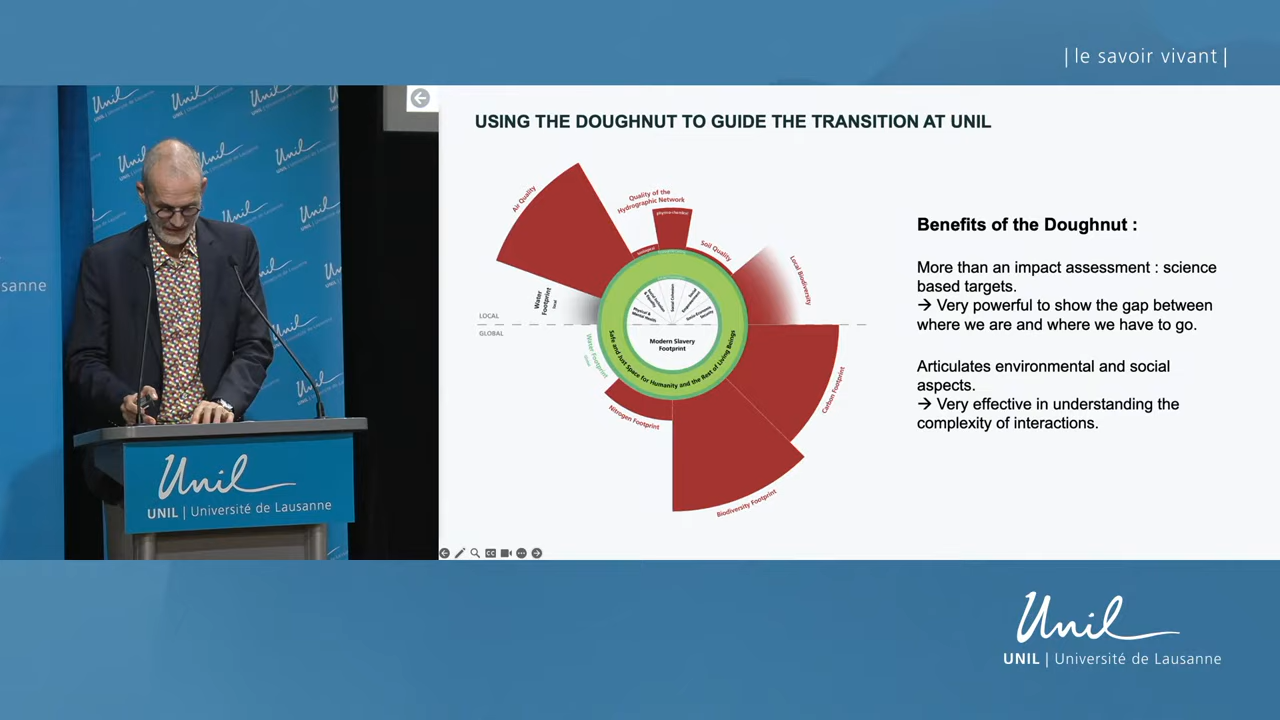 | le savoir vivant |
sanne
Unil
UNIL | Université de Lausanne
USING THE DOUGHNUT TO GUIDE THE TRANSITION AT UNIL
Air Quality
Quality of the
Hydrographic Network
Soil Quality
Local Biodiversity
Water
Footprint
LOCAL
GLOBAL
Water Footprint
Modern Slavery
Footprint
Safe and Just Space for Humanity and the Rest of Living Beings
Nitrogen Footprint
Carbon Footprint
Biodiversity Footprint
Benefits of the Doughnut :
More than an impact assessment : science
based targets.
→ Very powerful to show the gap between
where we are and where we have to go.
Articulates environmental and social
aspects.
→ Very effective in understanding the
complexity of interactions.
Unil
UNIL | Université de Lausanne